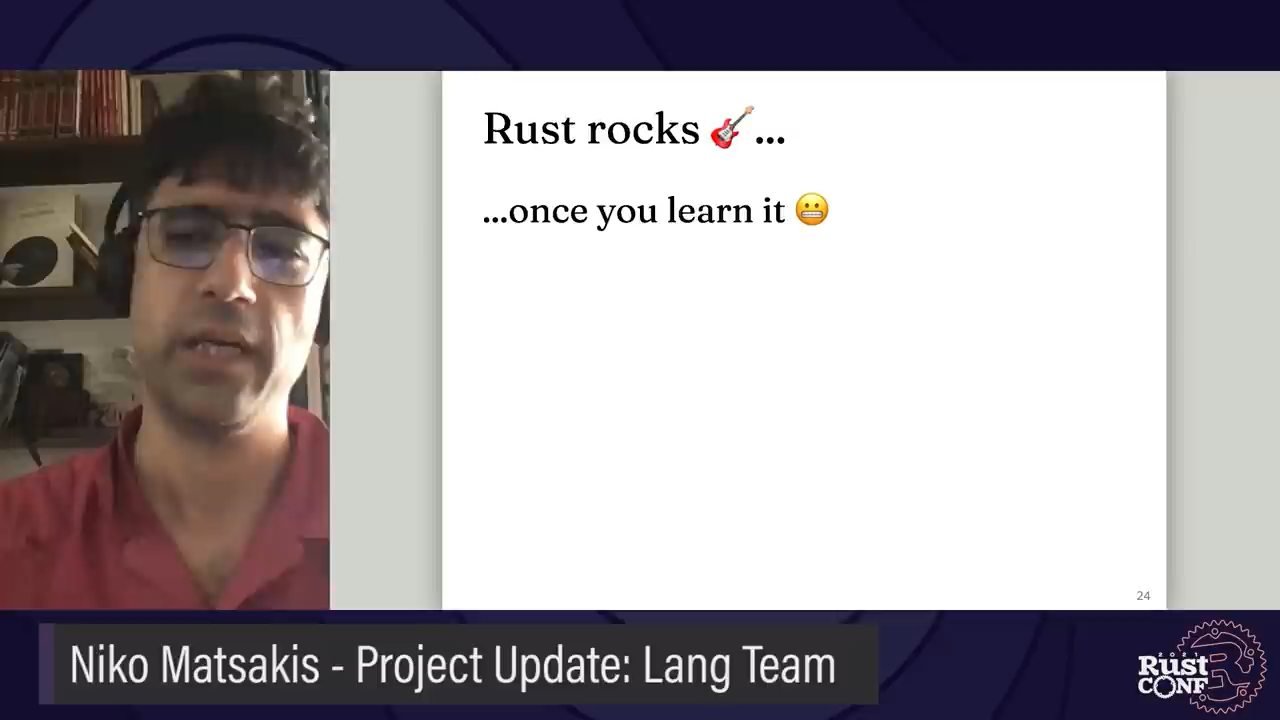 Rust rocks 🎸...
...once you learn it 😬
24
Niko Matsakis - Project Update: Lang Team
Rust
CONF